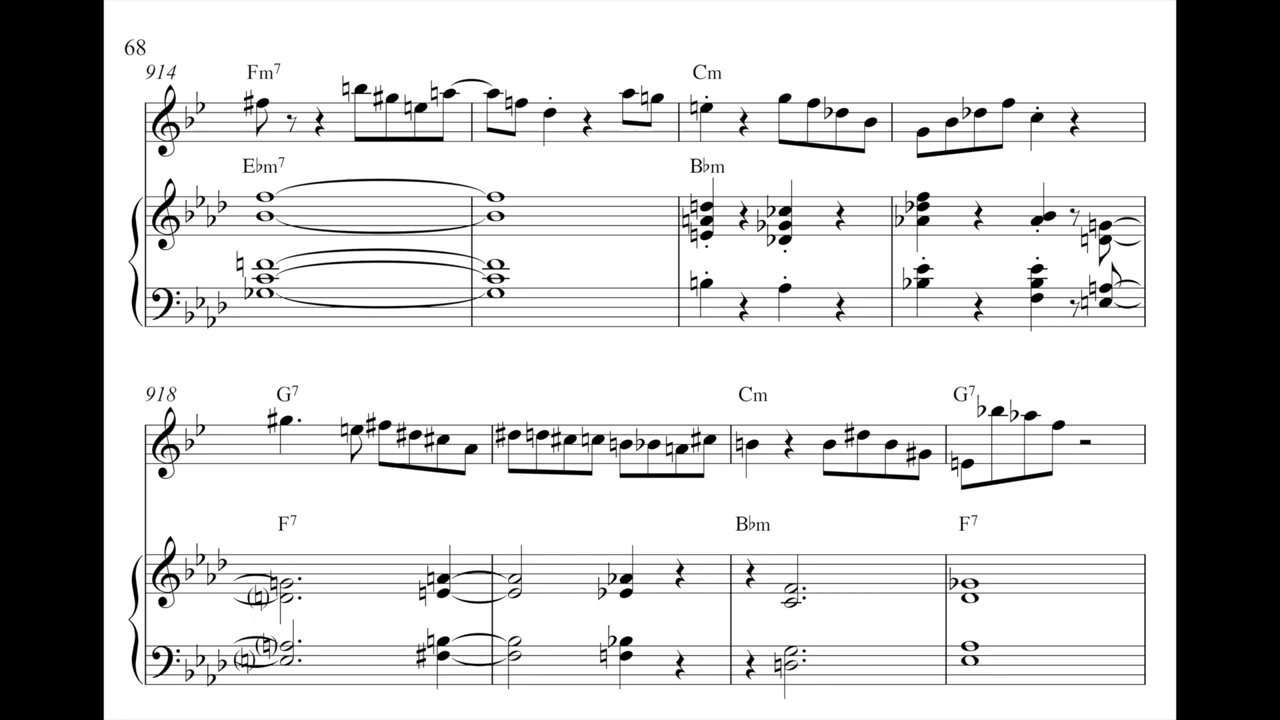 68
914 Fm7 Cm
E♭m7 B♭m
918 G7 Cm G7
F7 B♭m F7